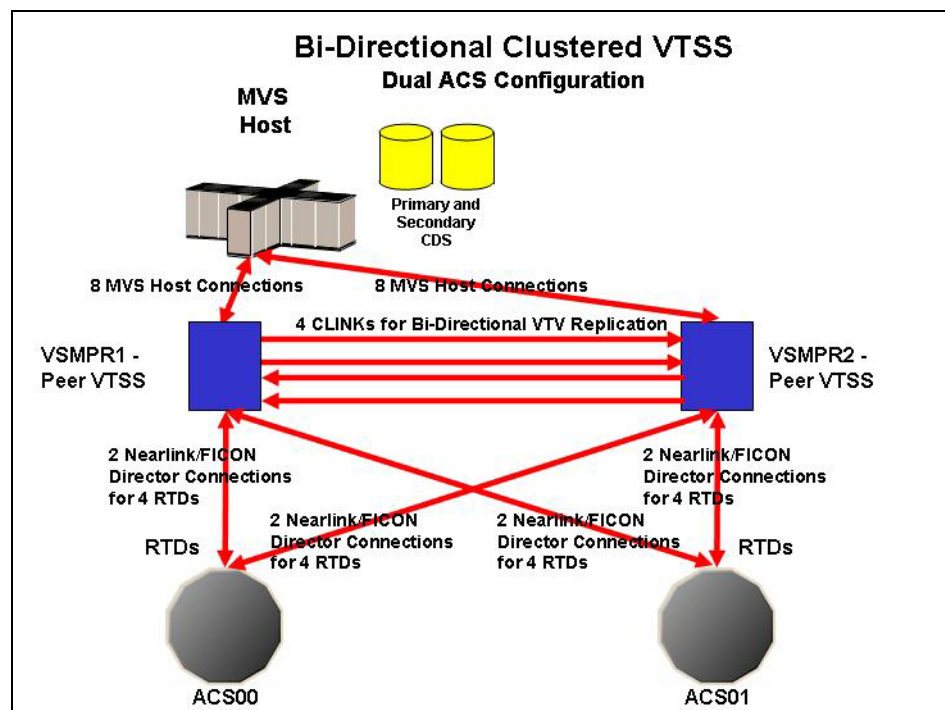 Bi-Directional Clustered VTSS
Dual ACS Configuration
MVS
Host
Primary and
Secondary
CDS
8 MVS Host Connections
8 MVS Host Connections
4 CLINKs for Bi-Directional VTV Replication
VSMPR1 -
Peer VTSS
VSMPR2 -
Peer VTSS
2 Nearlink/FICON
Director Connections
for 4 RTDs
2 Nearlink/FICON
Director Connections
for 4 RTDs
2 Nearlink/FICON
Director Connections
for 4 RTDs
2 Nearlink/FICON
Director Connections
for 4 RTDs
RTDs
RTDs
ACS00
ACS01